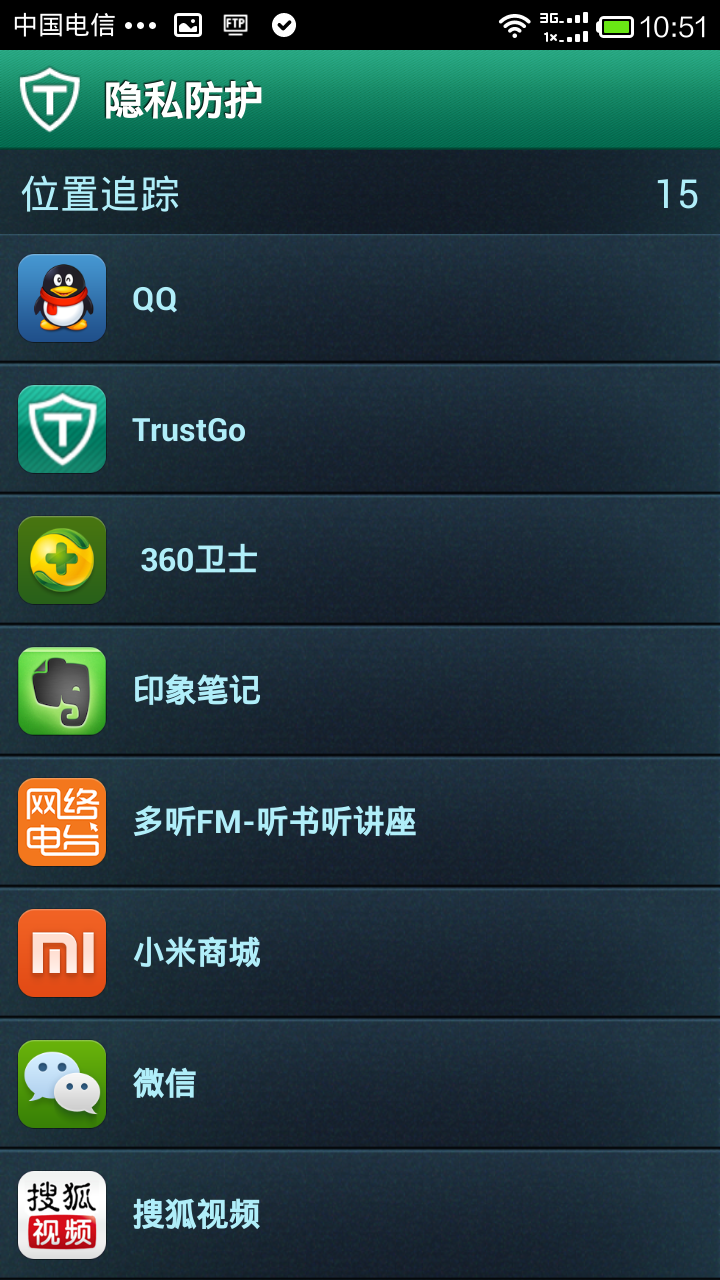 中国电信 ••• FTP 3G 1x 10:51
隐私防护
位置追踪 15
QQ
TrustGo
360卫士
印象笔记
网络
电台
多听FM-听书听讲座
小米商城
微信
搜狐
视频
搜狐视频